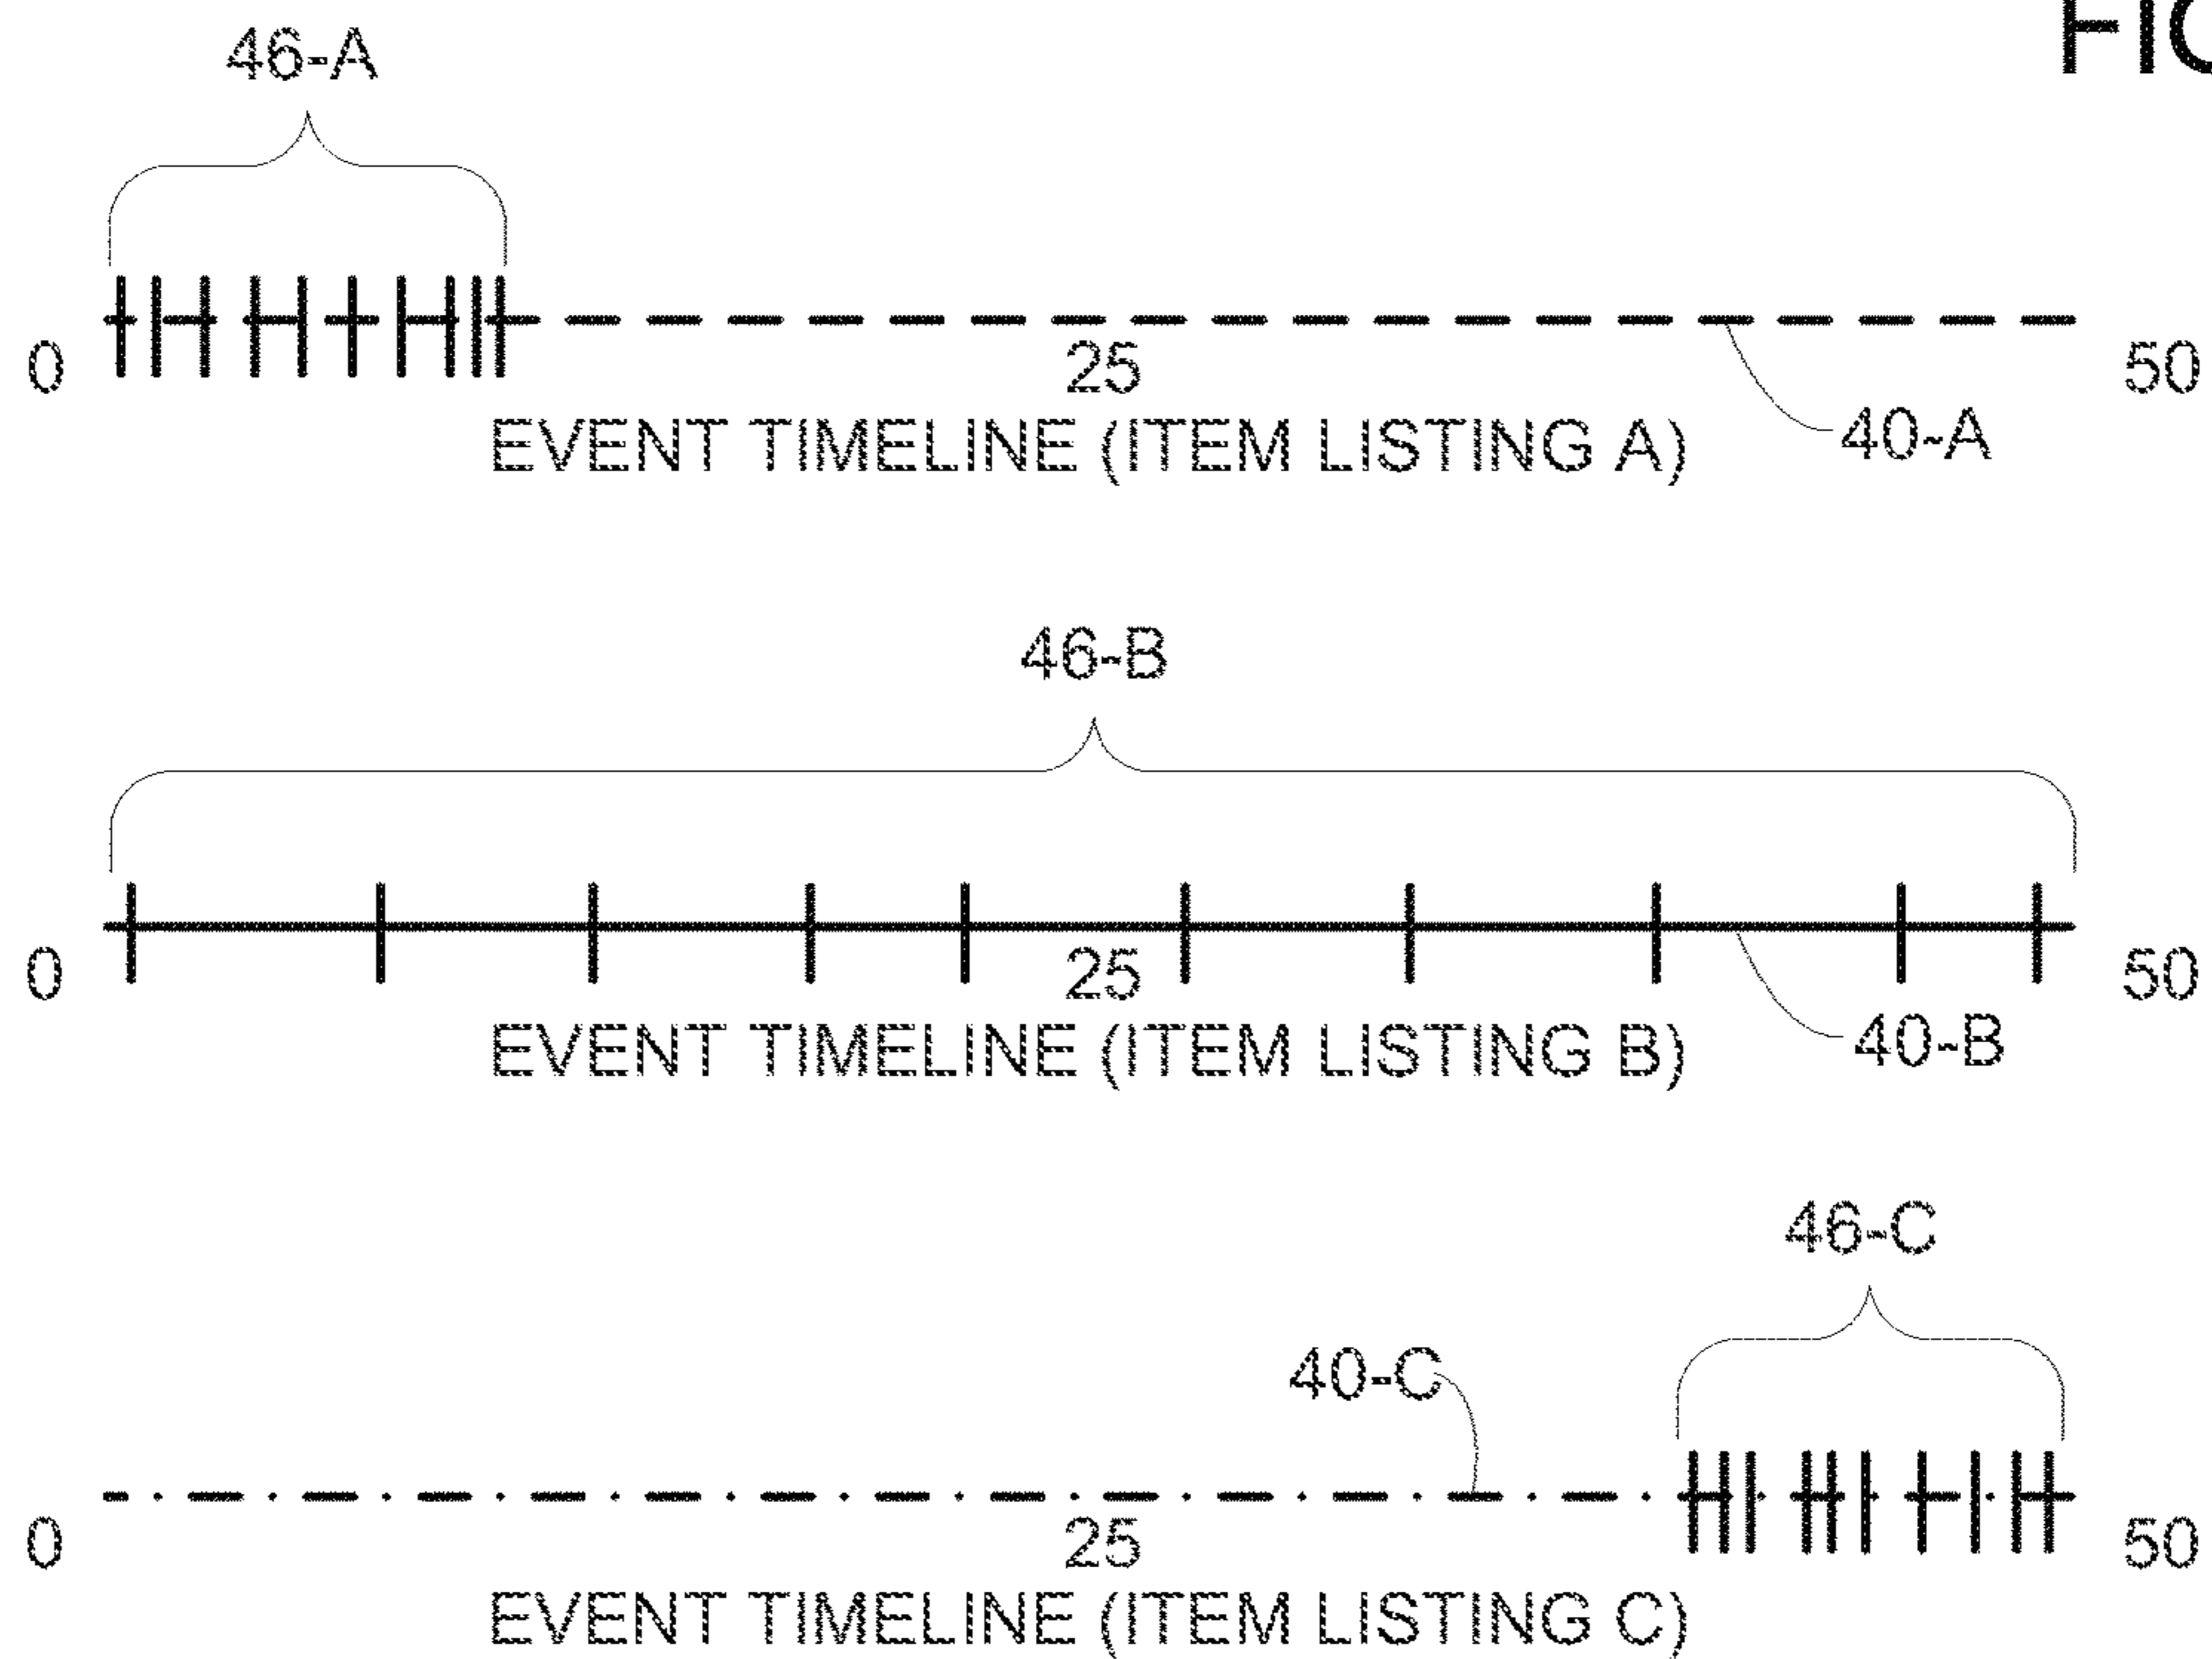 FIG
46-A
0
25
50
EVENT TIMELINE (ITEM LISTING A)
40-A
46-B
0
25
50
EVENT TIMELINE (ITEM LISTING B)
40-B
46-C
40-C
0
25
50
EVENT TIMELINE (ITEM LISTING C)